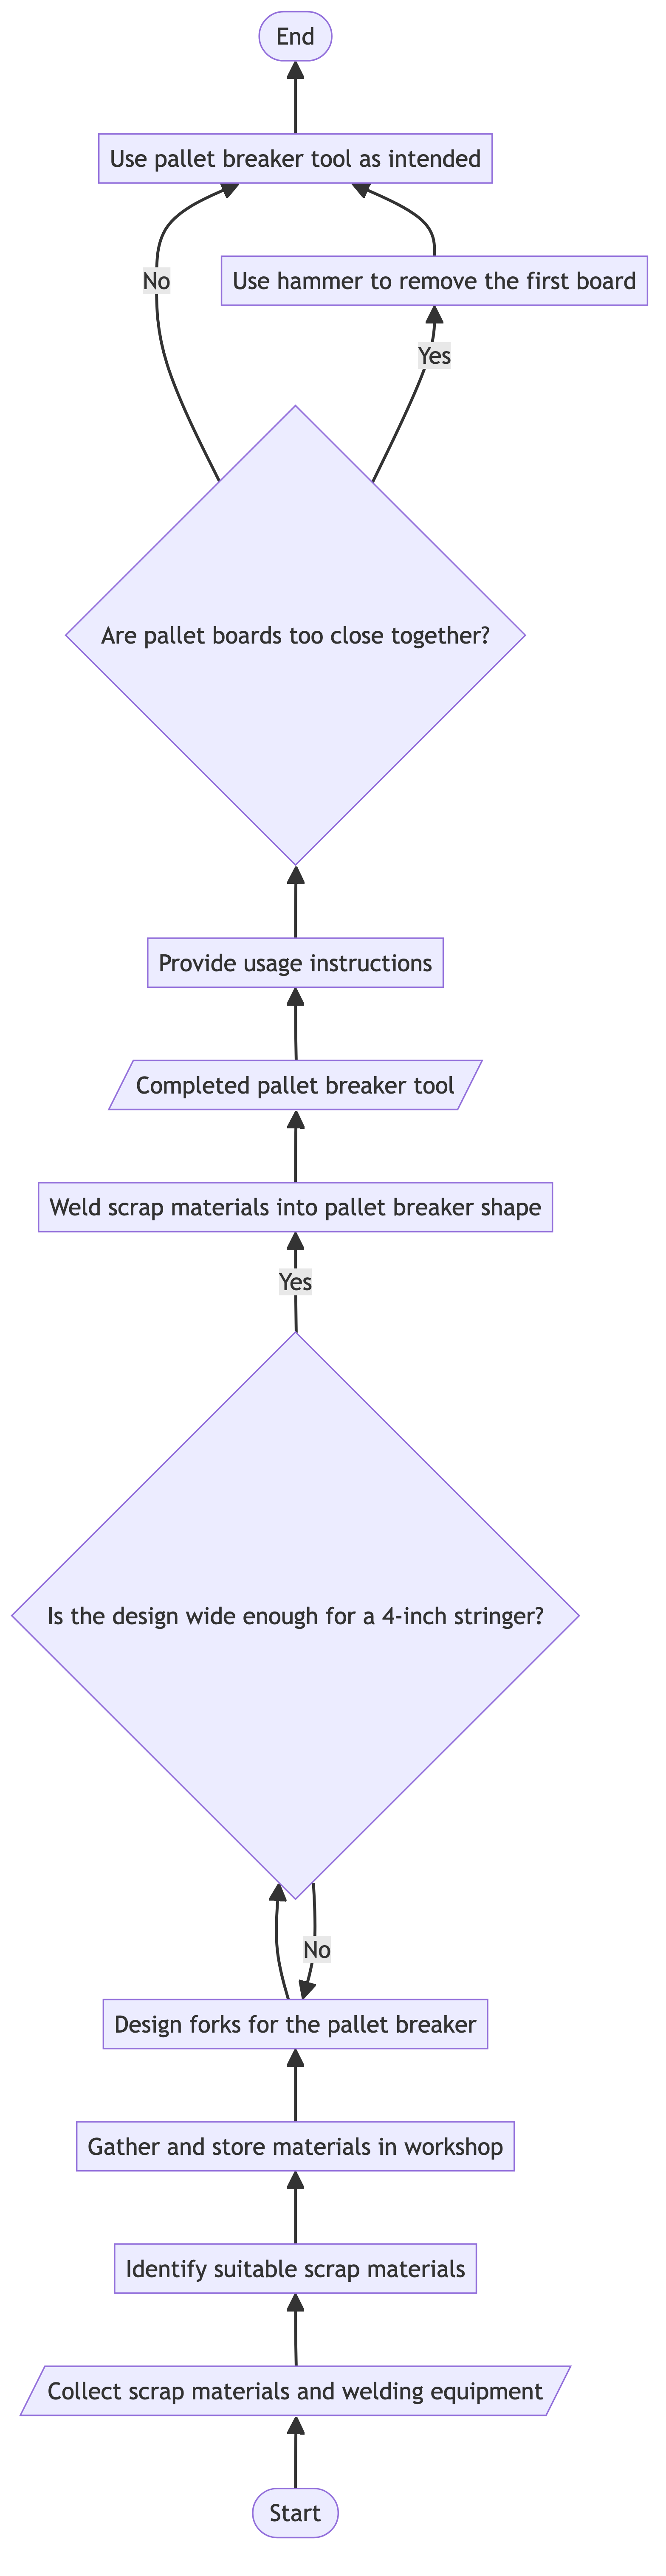 End
Use pallet breaker tool as intended
No
Use hammer to remove the first board
Yes
Are pallet boards too close together?
Provide usage instructions
Completed pallet breaker tool
Weld scrap materials into pallet breaker shape
Yes
Is the design wide enough for a 4-inch stringer?
No
Design forks for the pallet breaker
Gather and store materials in workshop
Identify suitable scrap materials
Collect scrap materials and welding equipment
Start